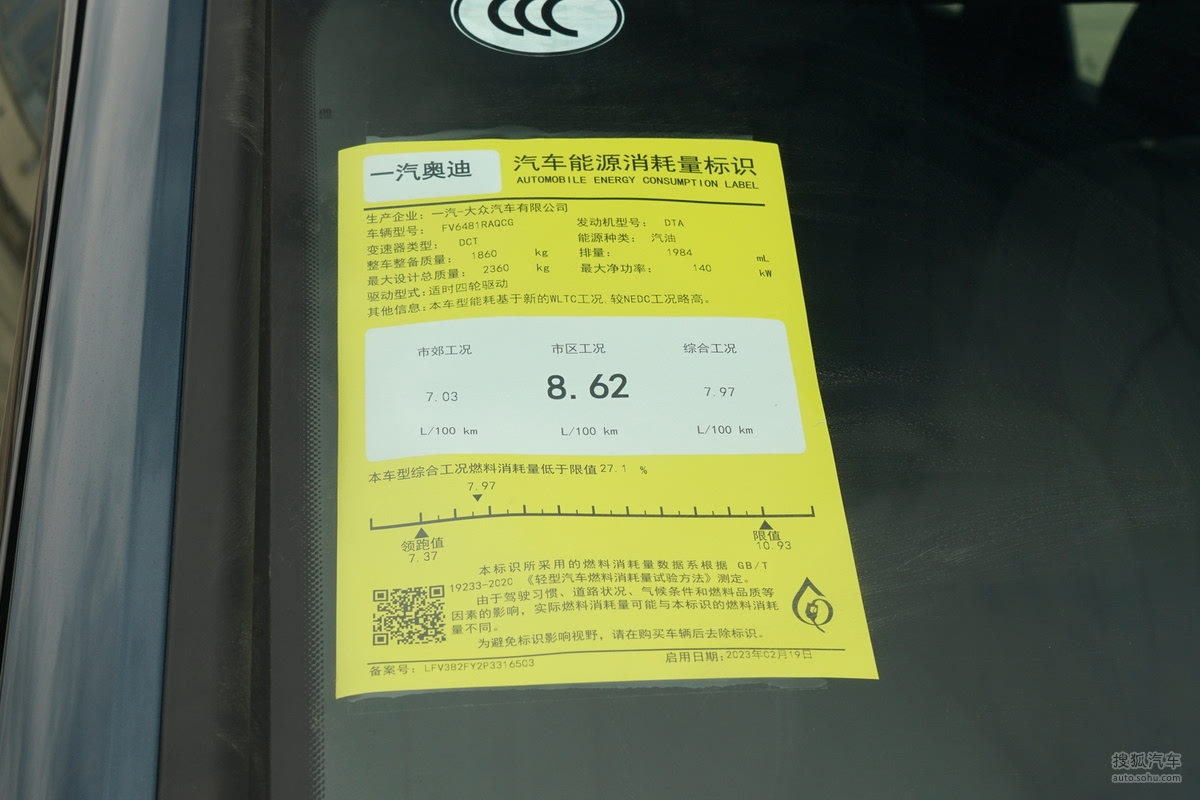 CCC
一汽奥迪
汽车能源消耗量标识
AUTOMOBILE ENERGY CONSUMPTION LABEL
生产企业: 一汽-大众汽车有限公司
车辆型号: FV6481RAQCG 发动机型号: DTA
变速器类型: DCT 能源种类: 汽油
整车整备质量: 1860 kg 排量: 1984 mL
最大设计总质量: 2360 kg 最大净功率: 140 kW
驱动型式: 适时四轮驱动
其他信息: 本车型能耗基于新的WLTC工况,较NEDC工况略高。
市郊工况 市区工况 综合工况
7.03 8.62 7.97
L/100 km L/100 km L/100 km
本车型综合工况燃料消耗量低于限值27.1 %
7.97
领跑值 限值
7.37 10.93
本标识所采用的燃料消耗量数据系根据 GB/T
19233-2020 《轻型汽车燃料消耗量试验方法》测定。
由于驾驶习惯、道路状况、气候条件和燃料品质等
因素的影响,实际燃料消耗量可能与本标识的燃料消耗
量不同。
为避免标识影响视野,请在购买车辆后去除标识。
备案号: LFV3B2FY2P3316503 启用日期: 2023年02月19日
搜狐汽车
auto.sohu.com